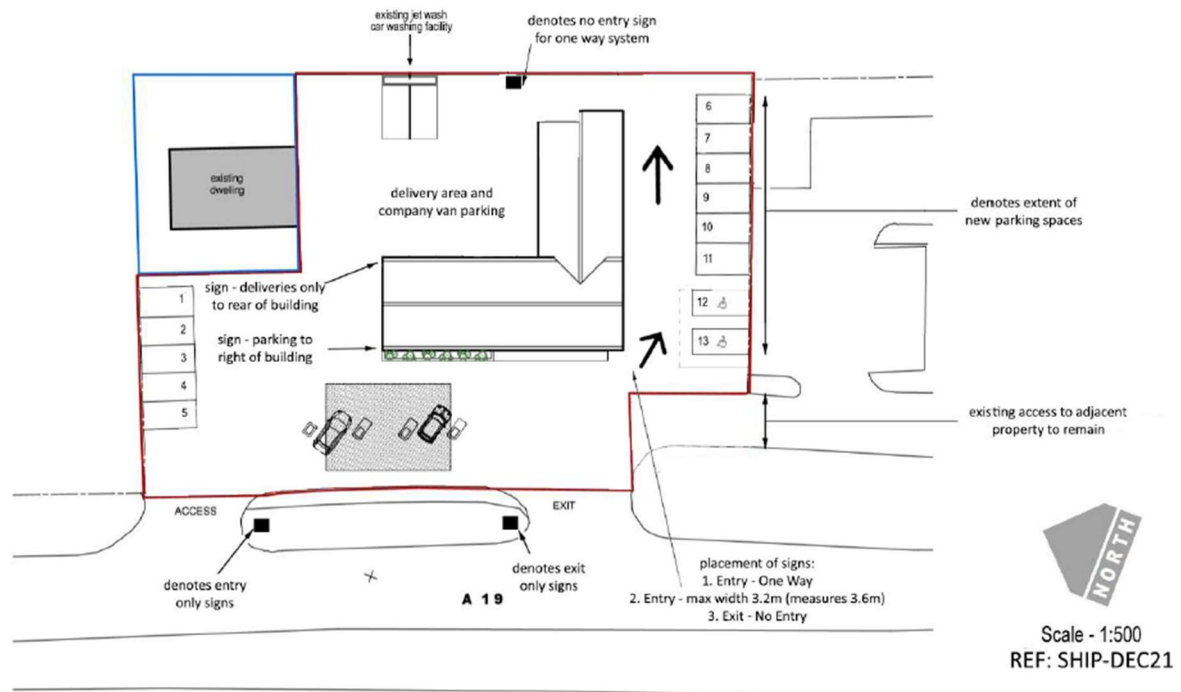 existing jet wash
car washing facility
denotes no entry sign
for one way system
existing
dwelling
delivery area and
company van parking
6
7
8
9
10
11
12
13
denotes extent of
new parking spaces
sign - deliveries only
to rear of building
sign - parking to
right of building
1
2
3
4
5
existing access to adjacent
property to remain
ACCESS
EXIT
denotes entry
only signs
denotes exit
only signs
A 19
placement of signs:
1. Entry - One Way
2. Entry - max width 3.2m (measures 3.6m)
3. Exit - No Entry
NORTH
Scale - 1:500
REF: SHIP-DEC21